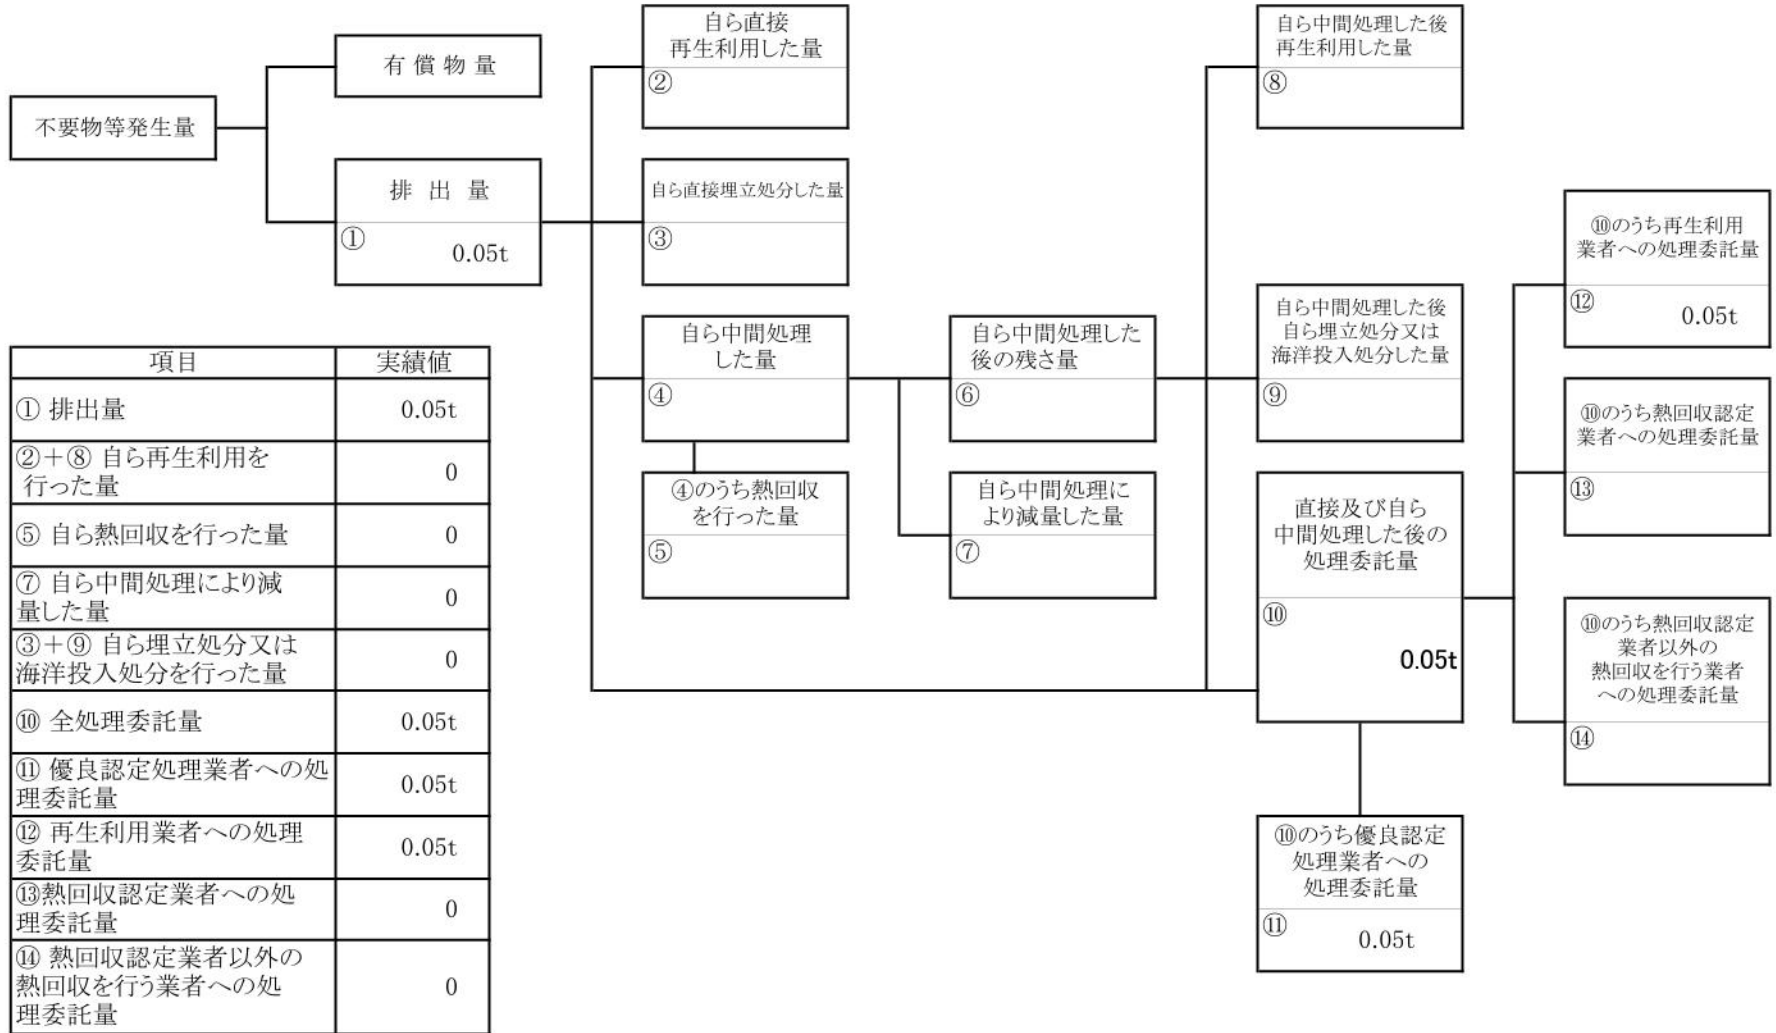 不要物等発生量
有償物量
排出量
① 0.05t
自ら直接
再生利用した量
②
自ら直接埋立処分した量
③
自ら中間処理
した量
④
④のうち熱回収
を行った量
⑤
自ら中間処理した
後の残さ量
⑥
自ら中間処理に
より減量した量
⑦
自ら中間処理した後
再生利用した量
⑧
自ら中間処理した後
自ら埋立処分又は
海洋投入処分した量
⑨
直接及び自ら
中間処理した後の
処理委託量
⑩
0.05t
⑩のうち優良認定
処理業者への
処理委託量
⑪ 0.05t
⑩のうち再生利用
業者への処理委託量
⑫ 0.05t
⑩のうち熱回収認定
業者への処理委託量
⑬
⑩のうち熱回収認定
業者以外の
熱回収を行う業者
への処理委託量
⑭
項目 実績値
① 排出量 0.05t
②+⑧ 自ら再生利用を
行った量 0
⑤ 自ら熱回収を行った量 0
⑦ 自ら中間処理により減
量した量 0
③+⑨ 自ら埋立処分又は
海洋投入処分を行った量 0
⑩ 全処理委託量 0.05t
⑪ 優良認定処理業者への処
理委託量 0.05t
⑫ 再生利用業者への処理
委託量 0.05t
⑬熱回収認定業者への処
理委託量 0
⑭ 熱回収認定業者以外の
熱回収を行う業者への処
理委託量 0